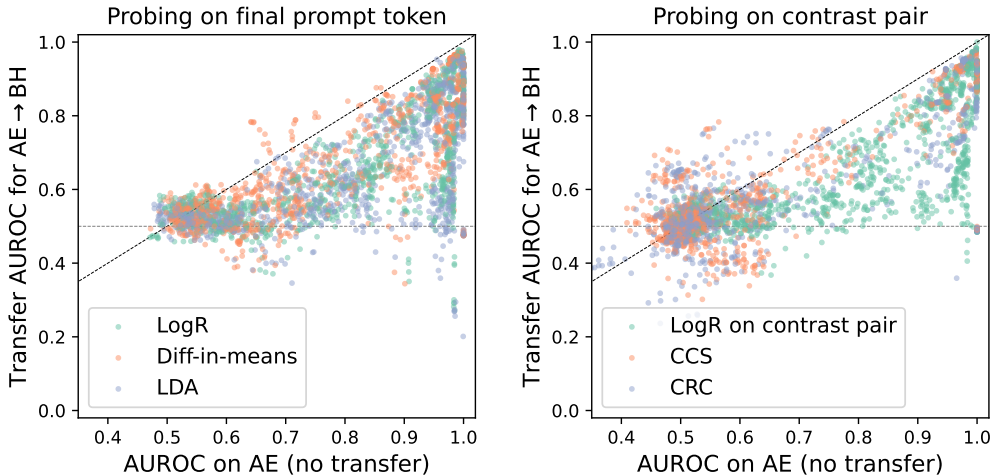 Probing on final prompt token
Transfer AUROC for AE → BH
1.0
0.8
0.6
0.4
0.2
0.0
LogR
Diff-in-means
LDA
0.4 0.5 0.6 0.7 0.8 0.9 1.0
AUROC on AE (no transfer)
Probing on contrast pair
Transfer AUROC for AE → BH
1.0
0.8
0.6
0.4
0.2
0.0
LogR on contrast pair
CCS
CRC
0.4 0.5 0.6 0.7 0.8 0.9 1.0
AUROC on AE (no transfer)